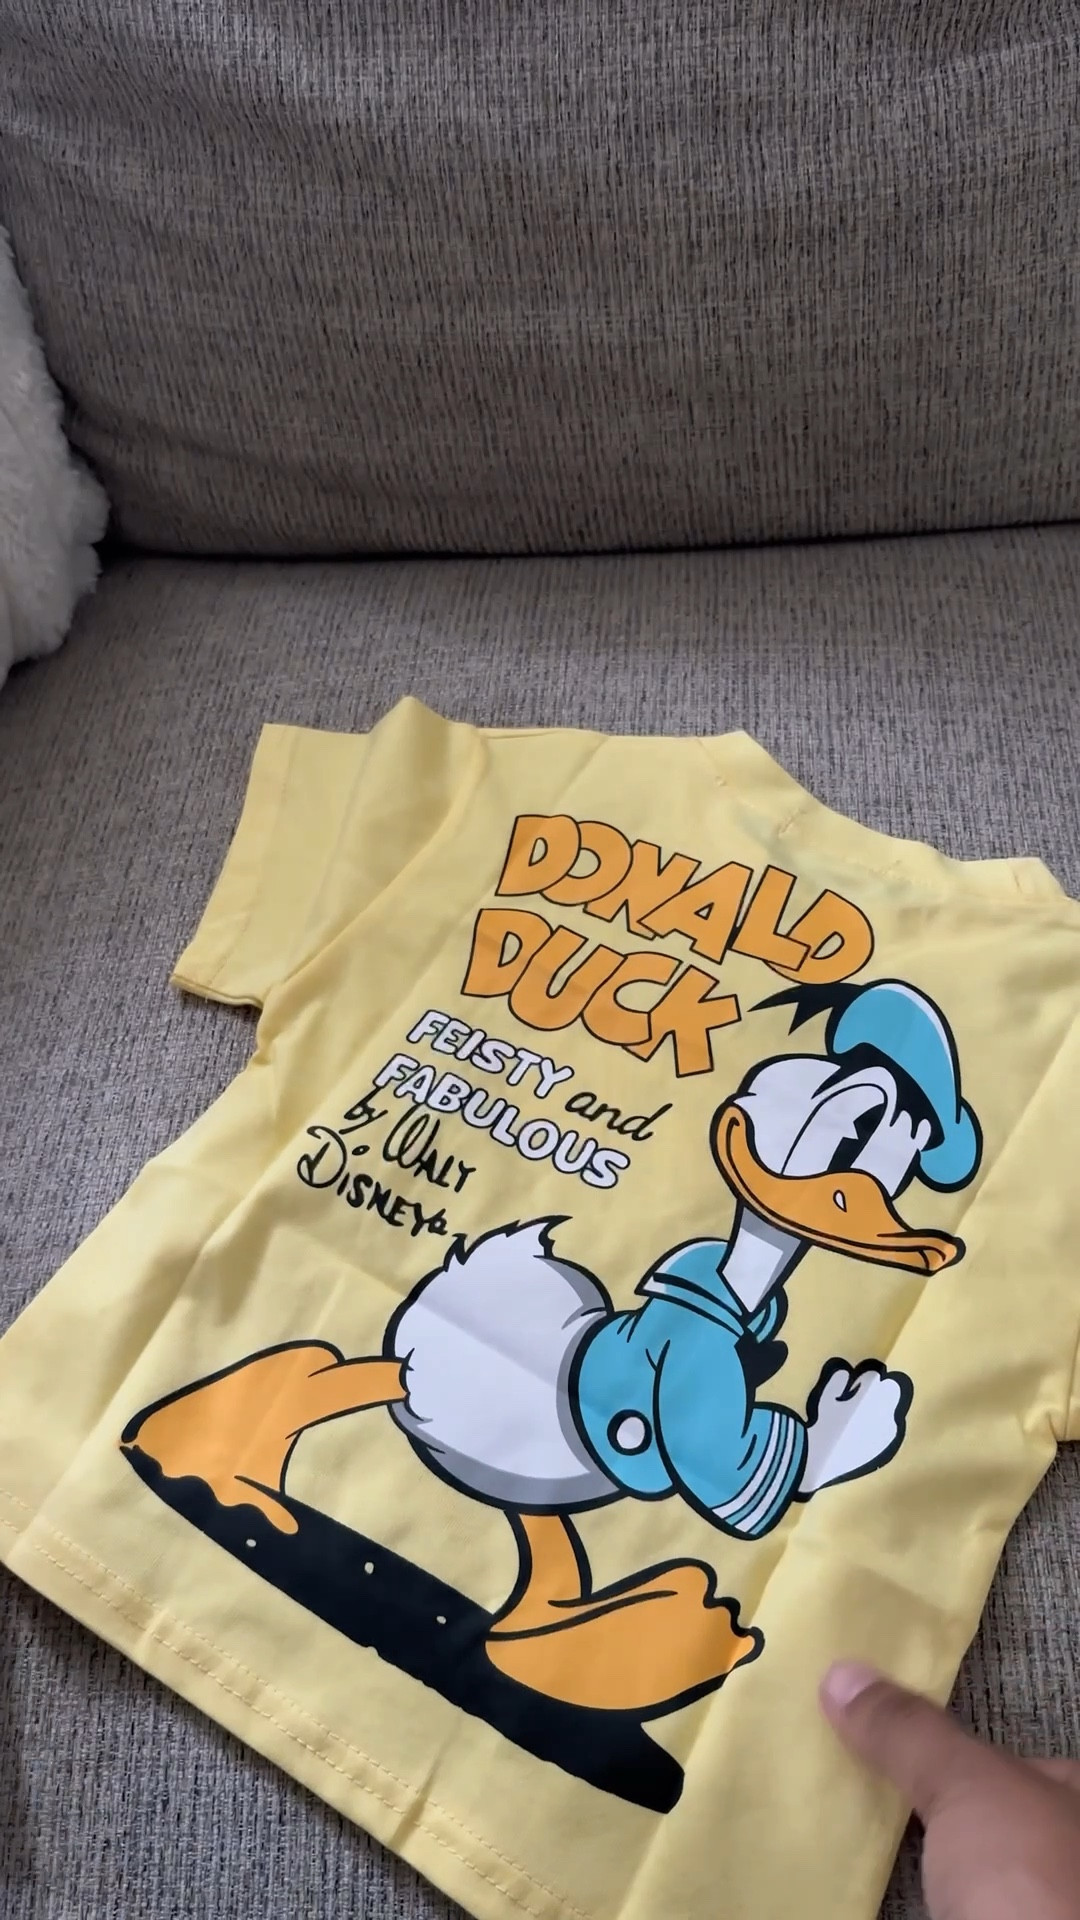 DONALD
DUCK
FEISTY and
FABULOUS
by WALT
DISNEY